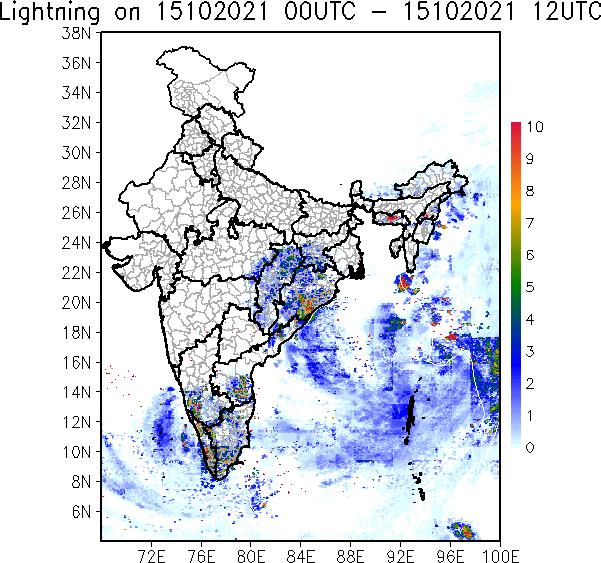 Lightning on 15102021 00UTC – 15102021 12UTC
38N
36N
34N
32N
30N
28N
26N
24N
22N
20N
18N
16N
14N
12N
10N
8N
6N
72E 76E 80E 84E 88E 92E 96E 100E
10
9
8
7
6
5
4
3
2
1
0